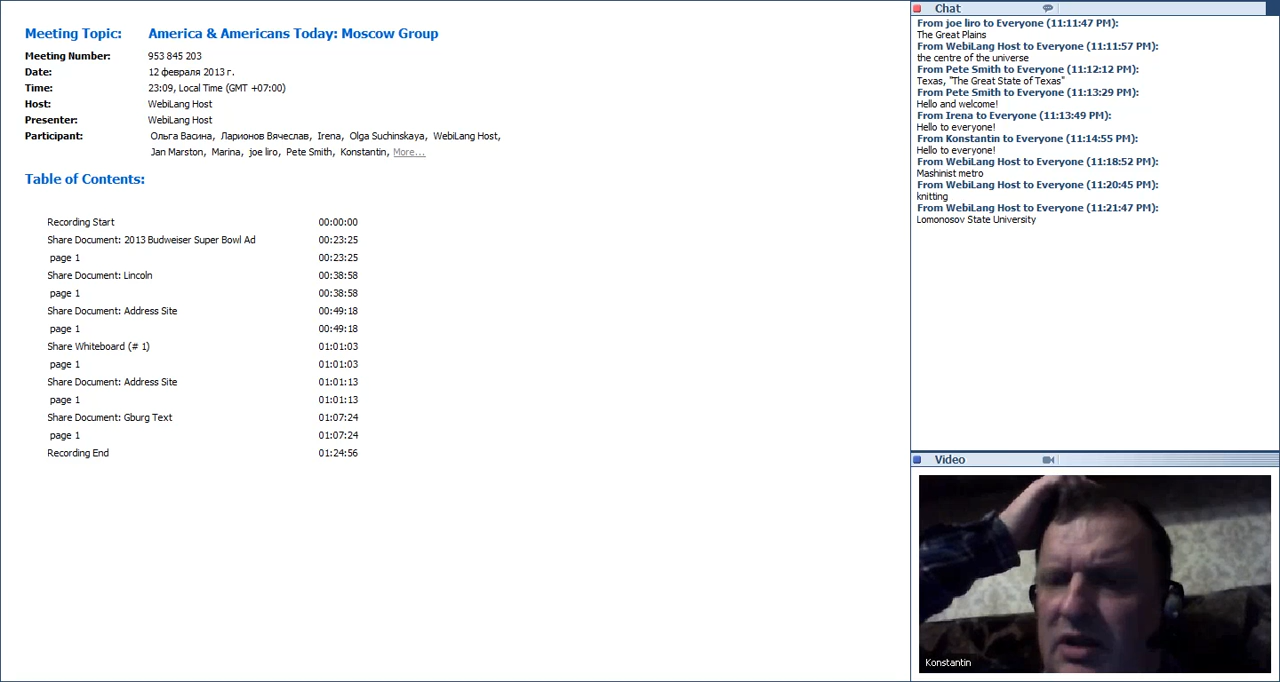 Meeting Topic: America & Americans Today: Moscow Group
Meeting Number: 953 845 203
Date: 12 февраля 2013 г.
Time: 23:09, Local Time (GMT +07:00)
Host: WebiLang Host
Presenter: WebiLang Host
Participant: Ольга Васина, Ларионов Вячеслав, Irena, Olga Suchinskaya, WebiLang Host,
Jan Marston, Marina, joe liro, Pete Smith, Konstantin, More...
Table of Contents:
Recording Start 00:00:00
Share Document: 2013 Budweiser Super Bowl Ad 00:23:25
page 1 00:23:25
Share Document: Lincoln 00:38:58
page 1 00:38:58
Share Document: Address Site 00:49:18
page 1 00:49:18
Share Whiteboard (# 1) 01:01:03
page 1 01:01:03
Share Document: Address Site 01:01:13
page 1 01:01:13
Share Document: Gburg Text 01:07:24
page 1 01:07:24
Recording End 01:24:56
Chat
From joe liro to Everyone (11:11:47 PM):
The Great Plains
From WebiLang Host to Everyone (11:11:57 PM):
the centre of the universe
From Pete Smith to Everyone (11:12:12 PM):
Texas, "The Great State of Texas"
From Pete Smith to Everyone (11:13:29 PM):
Hello and welcome!
From Irena to Everyone (11:13:49 PM):
Hello to everyone!
From Konstantin to Everyone (11:14:55 PM):
Hello to everyone!
From WebiLang Host to Everyone (11:18:52 PM):
Mashinist metro
From WebiLang Host to Everyone (11:20:45 PM):
knitting
From WebiLang Host to Everyone (11:21:47 PM):
Lomonosov State University
Video
Konstantin